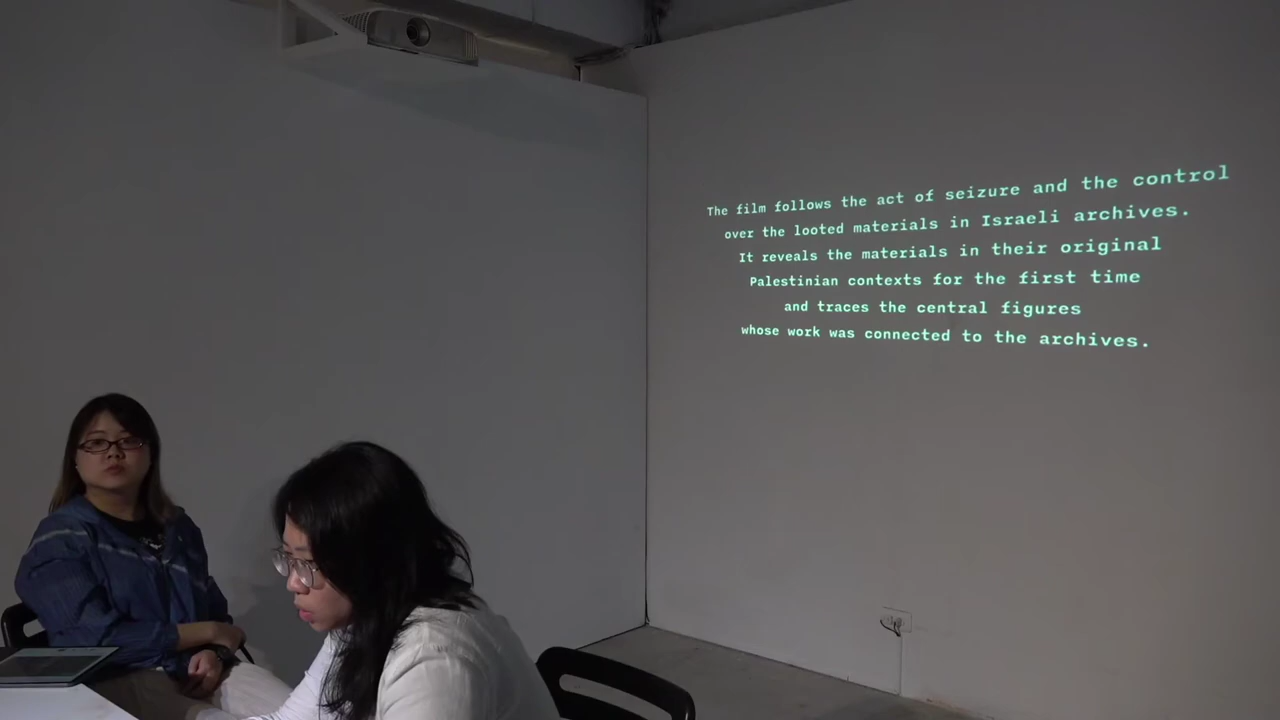 The film follows the act of seizure and the control
over the looted materials in Israeli archives.
It reveals the materials in their original
Palestinian contexts for the first time
and traces the central figures
whose work was connected to the archives.